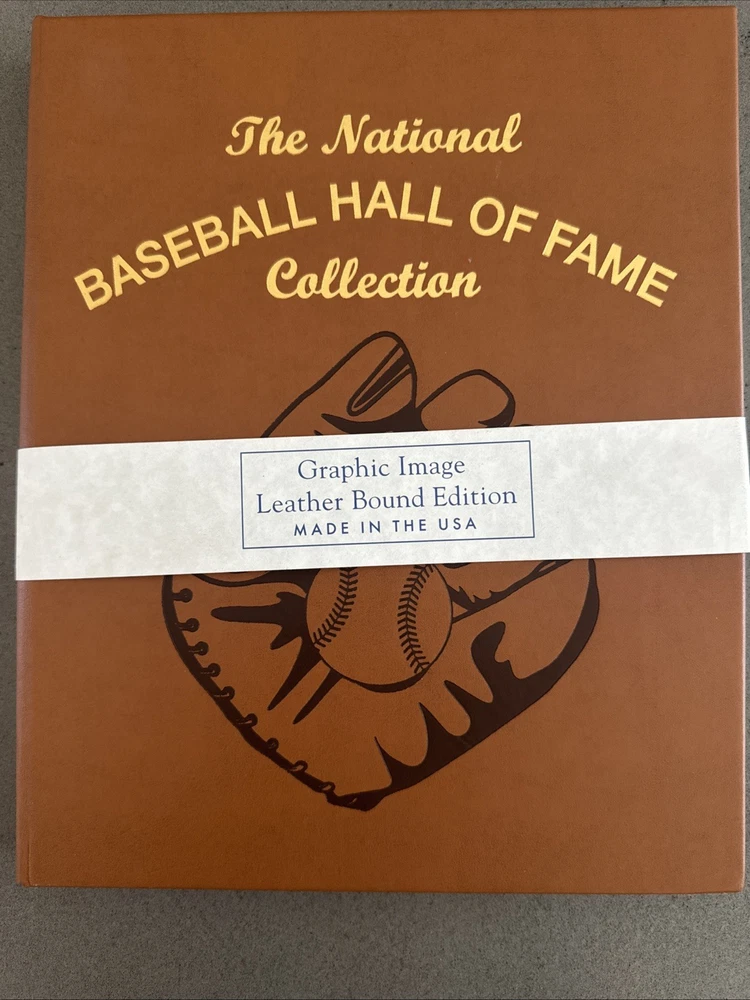 The National
BASEBALL HALL OF FAME
Collection
Graphic Image
Leather Bound Edition
MADE IN THE USA